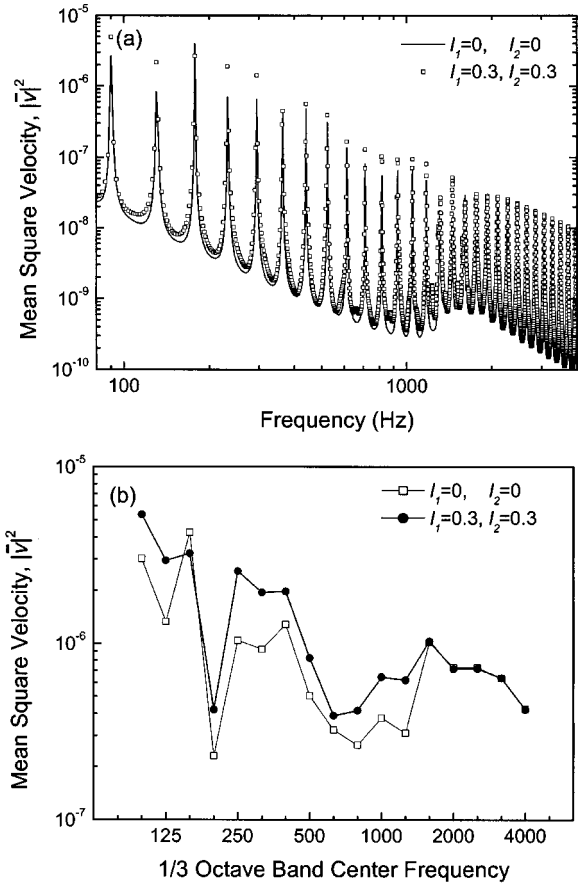 (a)
l₁=0, l₂=0
l₁=0.3, l₂=0.3
Mean Square Velocity, |v̄|²
10⁻⁵
10⁻⁶
10⁻⁷
10⁻⁸
10⁻⁹
10⁻¹⁰
100 1000
Frequency (Hz)
(b)
l₁=0, l₂=0
l₁=0.3, l₂=0.3
Mean Square Velocity, |v̄|²
10⁻⁵
10⁻⁶
10⁻⁷
125 250 500 1000 2000 4000
1/3 Octave Band Center Frequency